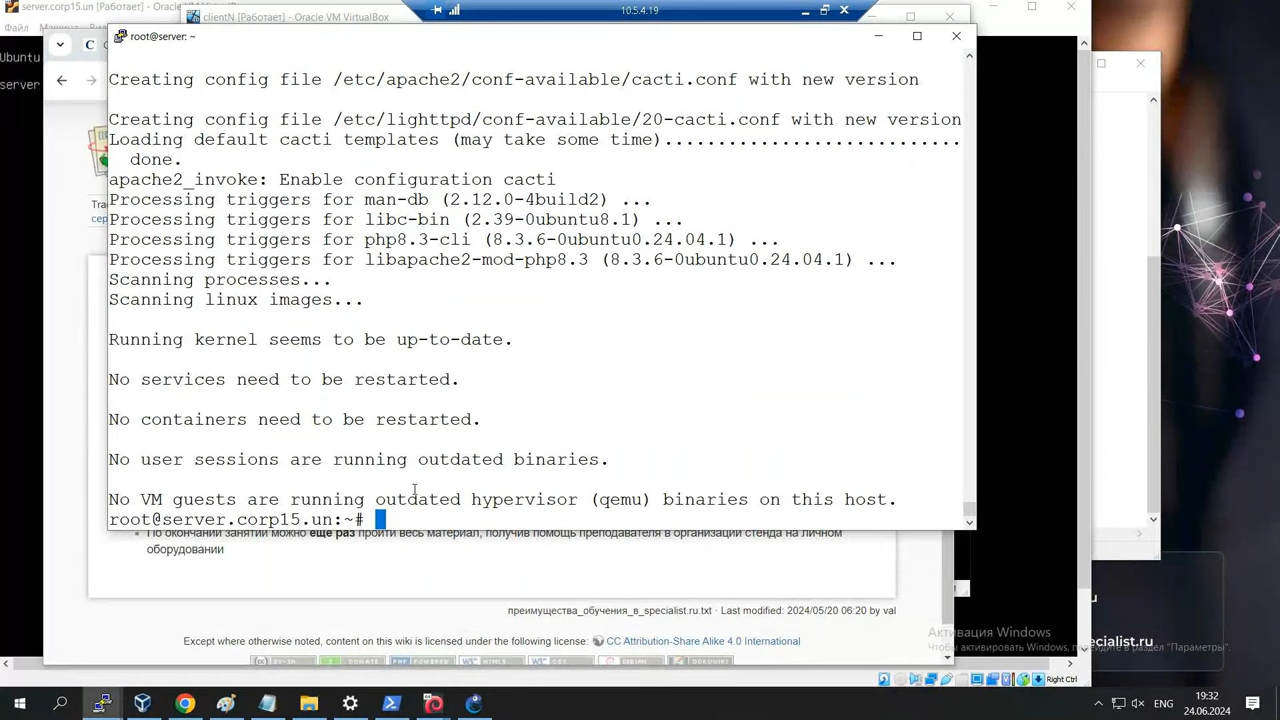 server.corp15.un [Работает] - Oracle VM VirtualBox
clientN [Работает] - Oracle VM VirtualBox
10.5.4.19
Файл
Ubuntu
server
root@server: ~
Creating config file /etc/apache2/conf-available/cacti.conf with new version
Creating config file /etc/lighttpd/conf-available/20-cacti.conf with new version
Loading default cacti templates (may take some time)............................
done.
apache2_invoke: Enable configuration cacti
Processing triggers for man-db (2.12.0-4build2) ...
Processing triggers for libc-bin (2.39-0ubuntu8.1) ...
Processing triggers for php8.3-cli (8.3.6-0ubuntu0.24.04.1) ...
Processing triggers for libapache2-mod-php8.3 (8.3.6-0ubuntu0.24.04.1) ...
Scanning processes...
Scanning linux images...
Running kernel seems to be up-to-date.
No services need to be restarted.
No containers need to be restarted.
No user sessions are running outdated binaries.
No VM guests are running outdated hypervisor (qemu) binaries on this host.
root@server.corp15.un:~#
Trac
сер
По окончании занятий можно еще раз пройти весь материал, получив помощь преподавателя в организации стенда на личном
оборудовании
преимущества_обучения_в_specialist.ru.txt · Last modified: 2024/05/20 06:20 by val
Except where otherwise noted, content on this wiki is licensed under the following license: CC Attribution-Share Alike 4.0 International
DONATE
PHP POWERED
ecialist.ru
Активация Windows
Чтобы активировать Windows, перейдите в раздел "Параметры".
Right Ctrl
ENG
19:32
24.06.2024